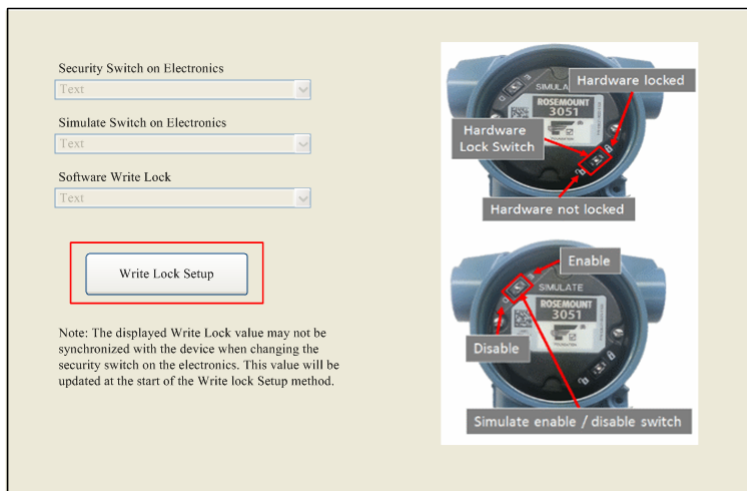 Security Switch on Electronics
Text
Simulate Switch on Electronics
Text
Software Write Lock
Text
Write Lock Setup
Note: The displayed Write Lock value may not be
synchronized with the device when changing the
security switch on the electronics. This value will be
updated at the start of the Write lock Setup method.
Hardware locked
ROSEMOUNT
3051
Hardware
Lock Switch
Hardware not locked
Enable
SIMULATE
ROSEMOUNT
3051
Disable
Simulate enable / disable switch